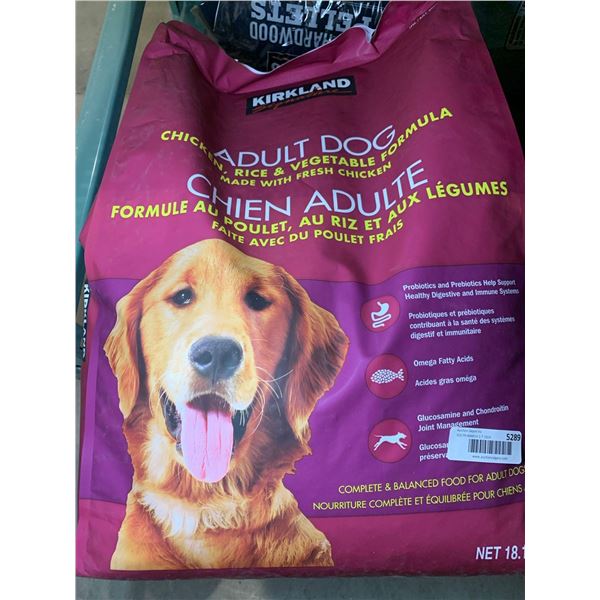 HARDWOOD
PELLETS
KIRKLAND
Signature
ADULT DOG
CHICKEN, RICE & VEGETABLE FORMULA
MADE WITH FRESH CHICKEN
CHIEN ADULTE
FORMULE AU POULET, AU RIZ ET AUX LÉGUMES
FAITE AVEC DU POULET FRAIS
Probiotics and Prebiotics Help Support
Healthy Digestive and Immune Systems
Probiotiques et prébiotiques
contribuant à la santé des systèmes
digestif et immunitaire
Omega Fatty Acids
Acides gras oméga
Glucosamine and Chondroitin
Joint Management
5289
COMPLETE & BALANCED FOOD FOR ADULT DOGS
NOURRITURE COMPLÈTE ET ÉQUILIBRÉE POUR CHIENS
NET 18.1
KIRKLAND